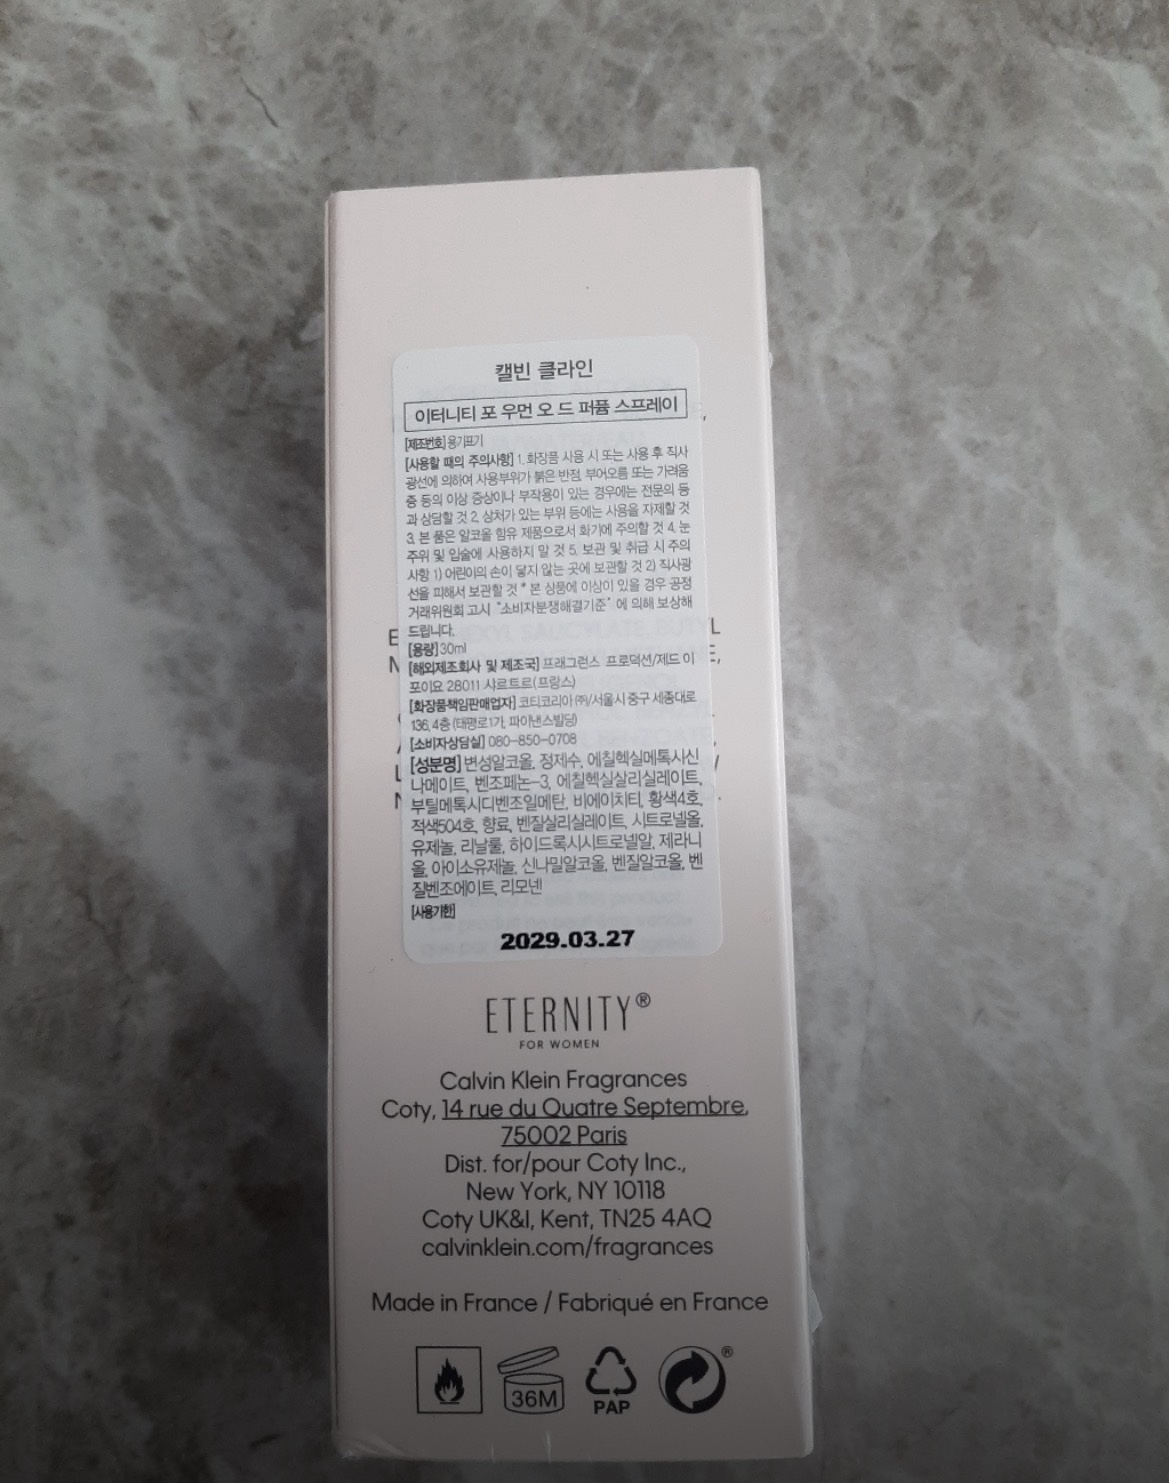 캘빈 클라인
이터니티 포 우먼 오 드 퍼퓸 스프레이
[제조번호] 용기표기
[사용할 때의 주의사항] 1. 화장품 사용 시 또는 사용 후 직사
광선에 의하여 사용부위가 붉은 반점, 부어오름 또는 가려움
증 등의 이상 증상이나 부작용이 있는 경우에는 전문의 등
과 상담할 것 2. 상처가 있는 부위 등에는 사용을 자제할 것
3. 본 품은 알코올 함유 제품으로서 화기에 주의할 것 4. 눈
주위 및 입술에 사용하지 말 것 5. 보관 및 취급 시 주의
사항 1) 어린이의 손이 닿지 않는 곳에 보관할 것 2) 직사광
선을 피해서 보관할 것 * 본 상품에 이상이 있을 경우 공정
거래위원회 고시 "소비자분쟁해결기준" 에 의해 보상해
드립니다.
[용량] 30ml
[해외제조회사 및 제조국] 프래그런스 프로덕션/제드 이
포이요 28011 샤르트르(프랑스)
[화장품책임판매업자] 코티코리아 ㈜/서울시 중구 세종대로
136, 4층 (태평로1가, 파이낸스빌딩)
[소비자상담실] 080-850-0708
[성분명] 변성알코올, 정제수, 에칠헥실메톡시신
나메이트, 벤조페논-3, 에칠헥실살리실레이트,
부틸메톡시디벤조일메탄, 비에이치티, 황색4호,
적색504호, 향료, 벤질살리실레이트, 시트로넬올,
유제놀, 리날룰, 하이드록시시트로넬알, 제라니
올, 아이소유제놀, 신나밀알코올, 벤질알코올, 벤
질벤조에이트, 리모넨
[사용기한]
2029.03.27
ETERNITY®
FOR WOMEN
Calvin Klein Fragrances
Coty, 14 rue du Quatre Septembre,
75002 Paris
Dist. for/pour Coty Inc.,
New York, NY 10118
Coty UK&I, Kent, TN25 4AQ
calvinklein.com/fragrances
Made in France / Fabriqué en France
36M
PAP
®